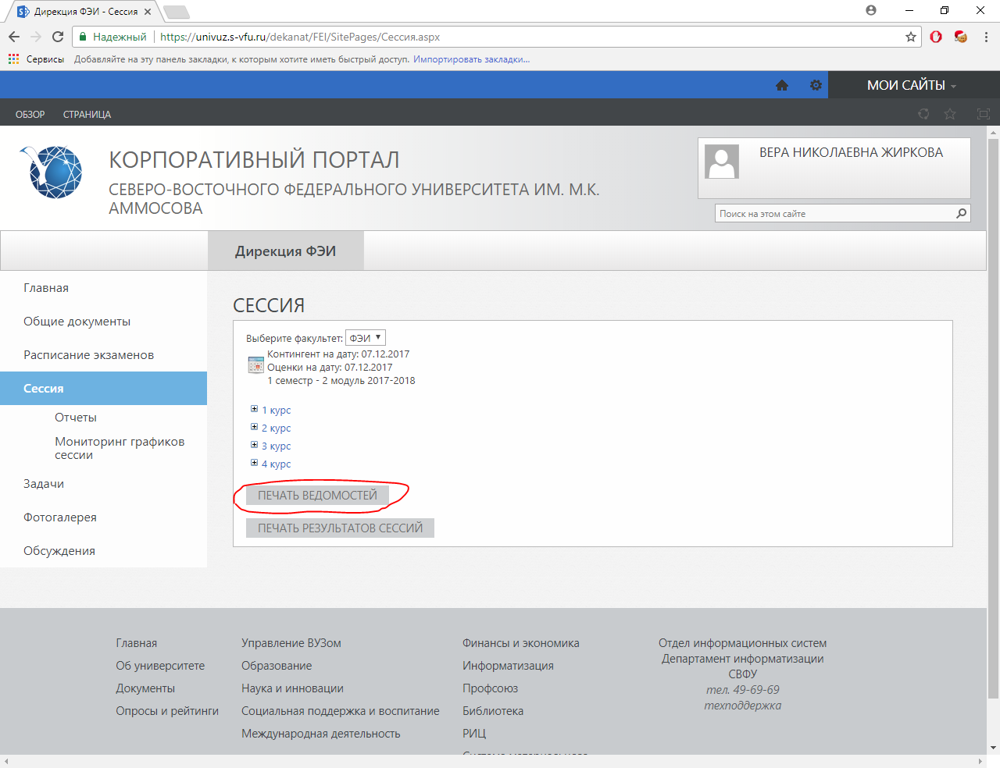 Дирекция ФЭИ - Сессия
Надежный
https://univuz.s-vfu.ru/dekanat/FEI/SitePages/Сессия.aspx
Сервисы
Добавляйте на эту панель закладки, к которым хотите иметь быстрый доступ. Импортировать закладки...
МОИ САЙТЫ
ОБЗОР
СТРАНИЦА
КОРПОРАТИВНЫЙ ПОРТАЛ
СЕВЕРО-ВОСТОЧНОГО ФЕДЕРАЛЬНОГО УНИВЕРСИТЕТА ИМ. М.К.
АММОСОВА
ВЕРА НИКОЛАЕВНА ЖИРКОВА
Поиск на этом сайте
Дирекция ФЭИ
Главная
Общие документы
Расписание экзаменов
Сессия
Отчеты
Мониторинг графиков
сессии
Задачи
Фотогалерея
Обсуждения
СЕССИЯ
Выберите факультет: ФЭИ
Контингент на дату: 07.12.2017
Оценки на дату: 07.12.2017
1 семестр - 2 модуль 2017-2018
1 курс
2 курс
3 курс
4 курс
ПЕЧАТЬ ВЕДОМОСТЕЙ
ПЕЧАТЬ РЕЗУЛЬТАТОВ СЕССИЙ
Главная
Об университете
Документы
Опросы и рейтинги
Управление ВУЗом
Образование
Наука и инновации
Социальная поддержка и воспитание
Международная деятельность
Финансы и экономика
Информатизация
Профсоюз
Библиотека
РИЦ
Отдел информационных систем
Департамент информатизации
СВФУ
тел. 49-69-69
техподдержка